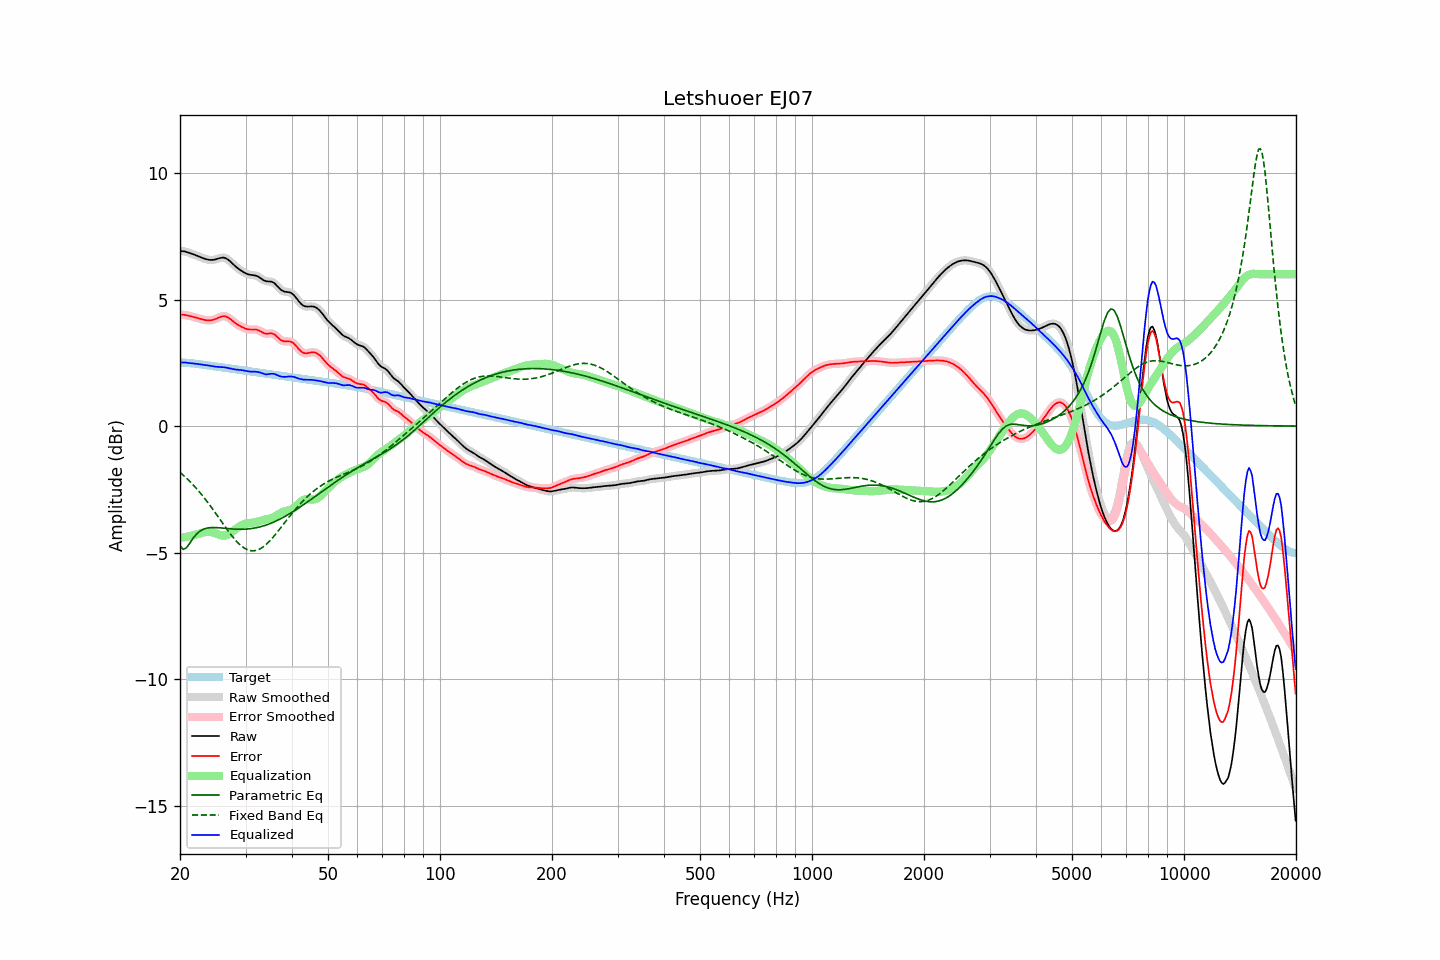 Letshuoer EJ07
Amplitude (dBr)
10
5
0
−5
−10
−15
Target
Raw Smoothed
Error Smoothed
Raw
Error
Equalization
Parametric Eq
Fixed Band Eq
Equalized
20 50 100 200 500 1000 2000 5000 10000 20000
Frequency (Hz)